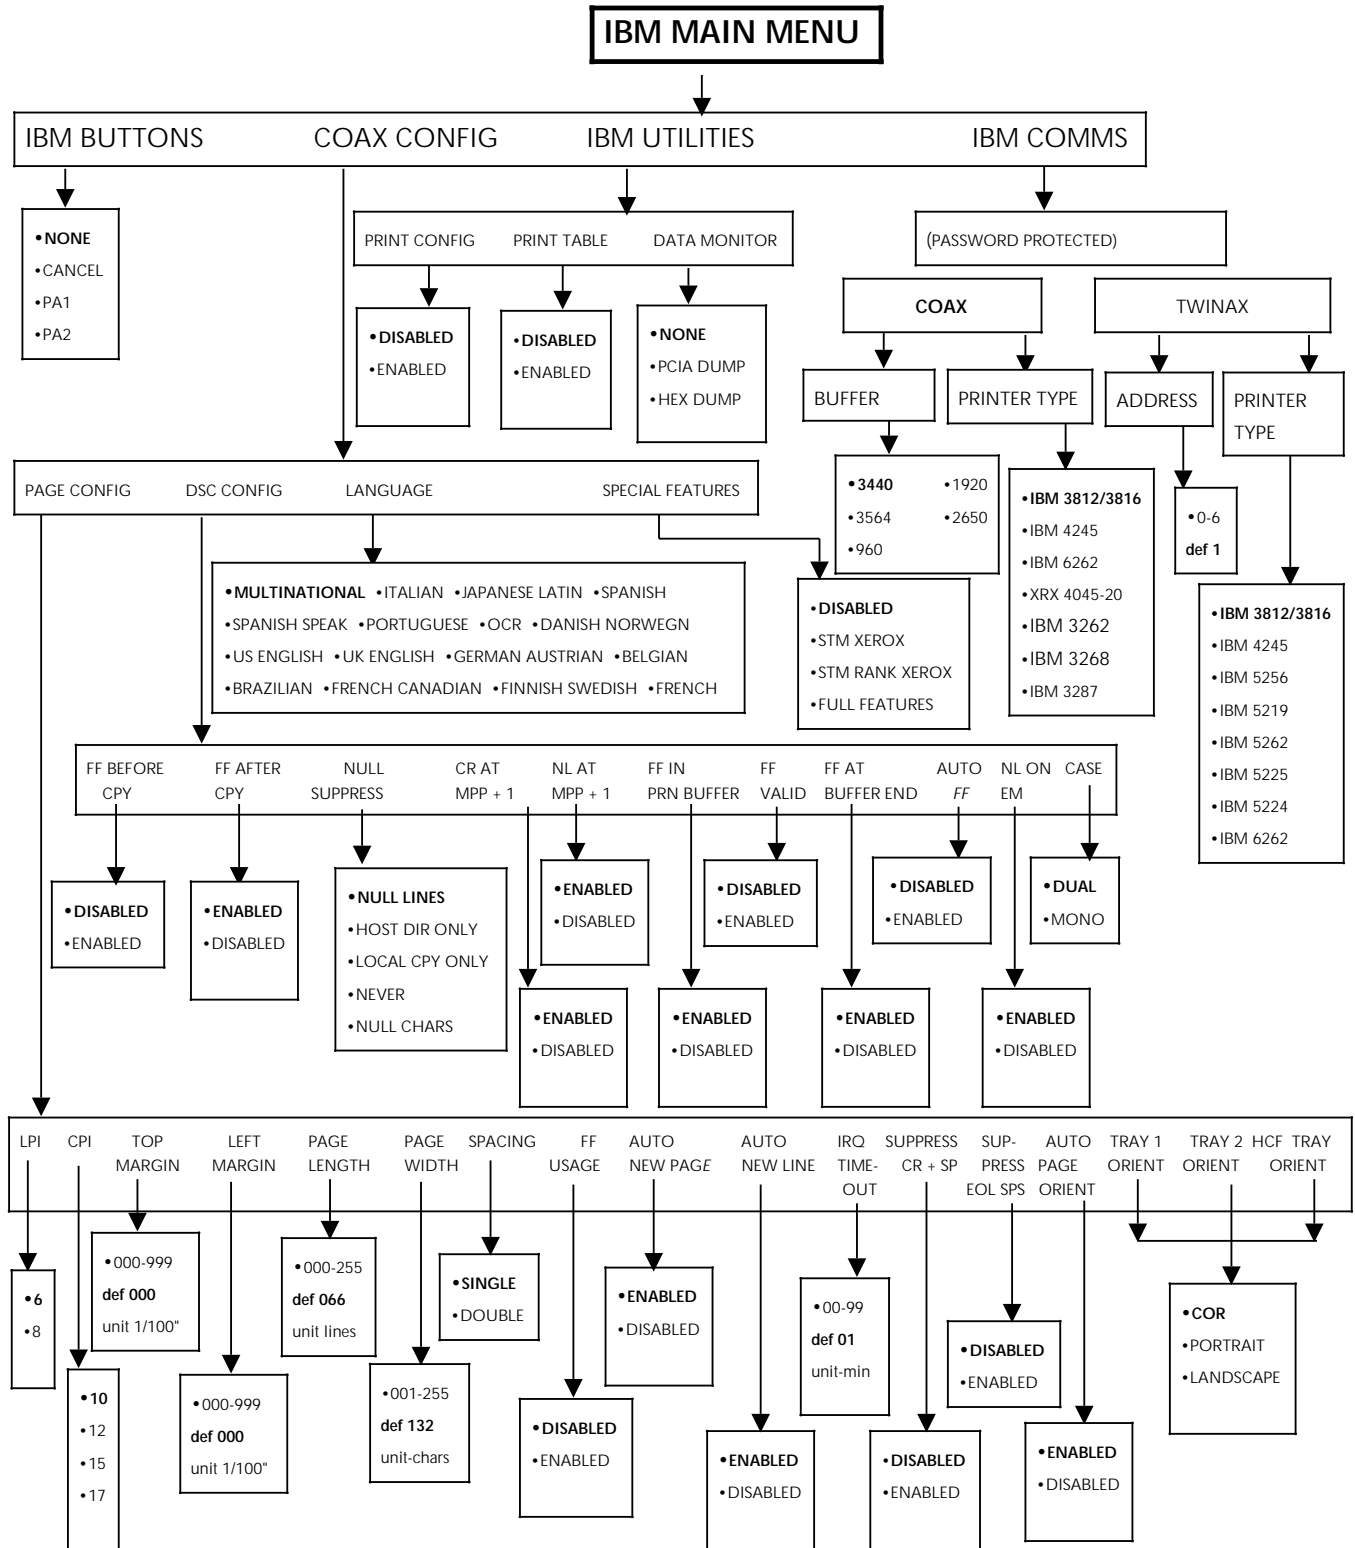 IBM MAIN MENU
IBM BUTTONS COAX CONFIG IBM UTILITIES IBM COMMS
•NONE
•CANCEL
•PA1
•PA2
PRINT CONFIG PRINT TABLE DATA MONITOR
(PASSWORD PROTECTED)
•DISABLED
•ENABLED
•DISABLED
•ENABLED
•NONE
•PCIA DUMP
•HEX DUMP
COAX
TWINAX
BUFFER
PRINTER TYPE
ADDRESS
PRINTER
TYPE
•3440 •1920
•3564 •2650
•960
•IBM 3812/3816
•IBM 4245
•IBM 6262
•XRX 4045-20
•IBM 3262
•IBM 3268
•IBM 3287
•0-6
def 1
•IBM 3812/3816
•IBM 4245
•IBM 5256
•IBM 5219
•IBM 5262
•IBM 5225
•IBM 5224
•IBM 6262
PAGE CONFIG DSC CONFIG LANGUAGE SPECIAL FEATURES
•MULTINATIONAL •ITALIAN •JAPANESE LATIN •SPANISH
•SPANISH SPEAK •PORTUGUESE •OCR •DANISH NORWEGN
•US ENGLISH •UK ENGLISH •GERMAN AUSTRIAN •BELGIAN
•BRAZILIAN •FRENCH CANADIAN •FINNISH SWEDISH •FRENCH
•DISABLED
•STM XEROX
•STM RANK XEROX
•FULL FEATURES
FF BEFORE FF AFTER NULL CR AT NL AT FF IN FF FF AT AUTO NL ON CASE
CPY CPY SUPPRESS MPP + 1 MPP + 1 PRN BUFFER VALID BUFFER END FF EM
•DISABLED
•ENABLED
•ENABLED
•DISABLED
•NULL LINES
•HOST DIR ONLY
•LOCAL CPY ONLY
•NEVER
•NULL CHARS
•ENABLED
•DISABLED
•ENABLED
•DISABLED
•ENABLED
•DISABLED
•DISABLED
•ENABLED
•ENABLED
•DISABLED
•DISABLED
•ENABLED
•ENABLED
•DISABLED
•DUAL
•MONO
LPI CPI TOP LEFT PAGE PAGE SPACING FF AUTO AUTO IRQ SUPPRESS SUP- AUTO TRAY 1 TRAY 2 HCF TRAY
MARGIN MARGIN LENGTH WIDTH USAGE NEW PAGE NEW LINE TIME- CR + SP PRESS PAGE ORIENT ORIENT ORIENT
OUT EOL SPS ORIENT
•6
•8
•10
•12
•15
•17
•000-999
def 000
unit 1/100"
•000-999
def 000
unit 1/100"
•000-255
def 066
unit lines
•001-255
def 132
unit-chars
•SINGLE
•DOUBLE
•DISABLED
•ENABLED
•ENABLED
•DISABLED
•ENABLED
•DISABLED
•00-99
def 01
unit-min
•DISABLED
•ENABLED
•DISABLED
•ENABLED
•ENABLED
•DISABLED
•COR
•PORTRAIT
•LANDSCAPE